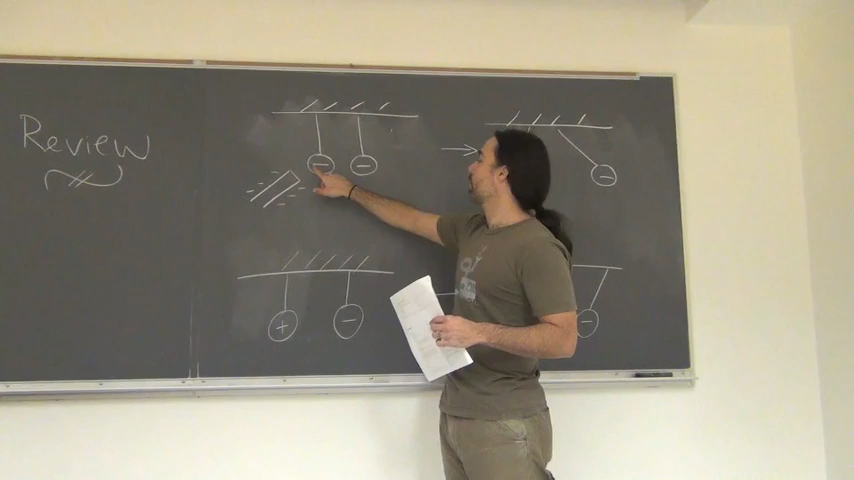 Review
− −
−
+ −
−